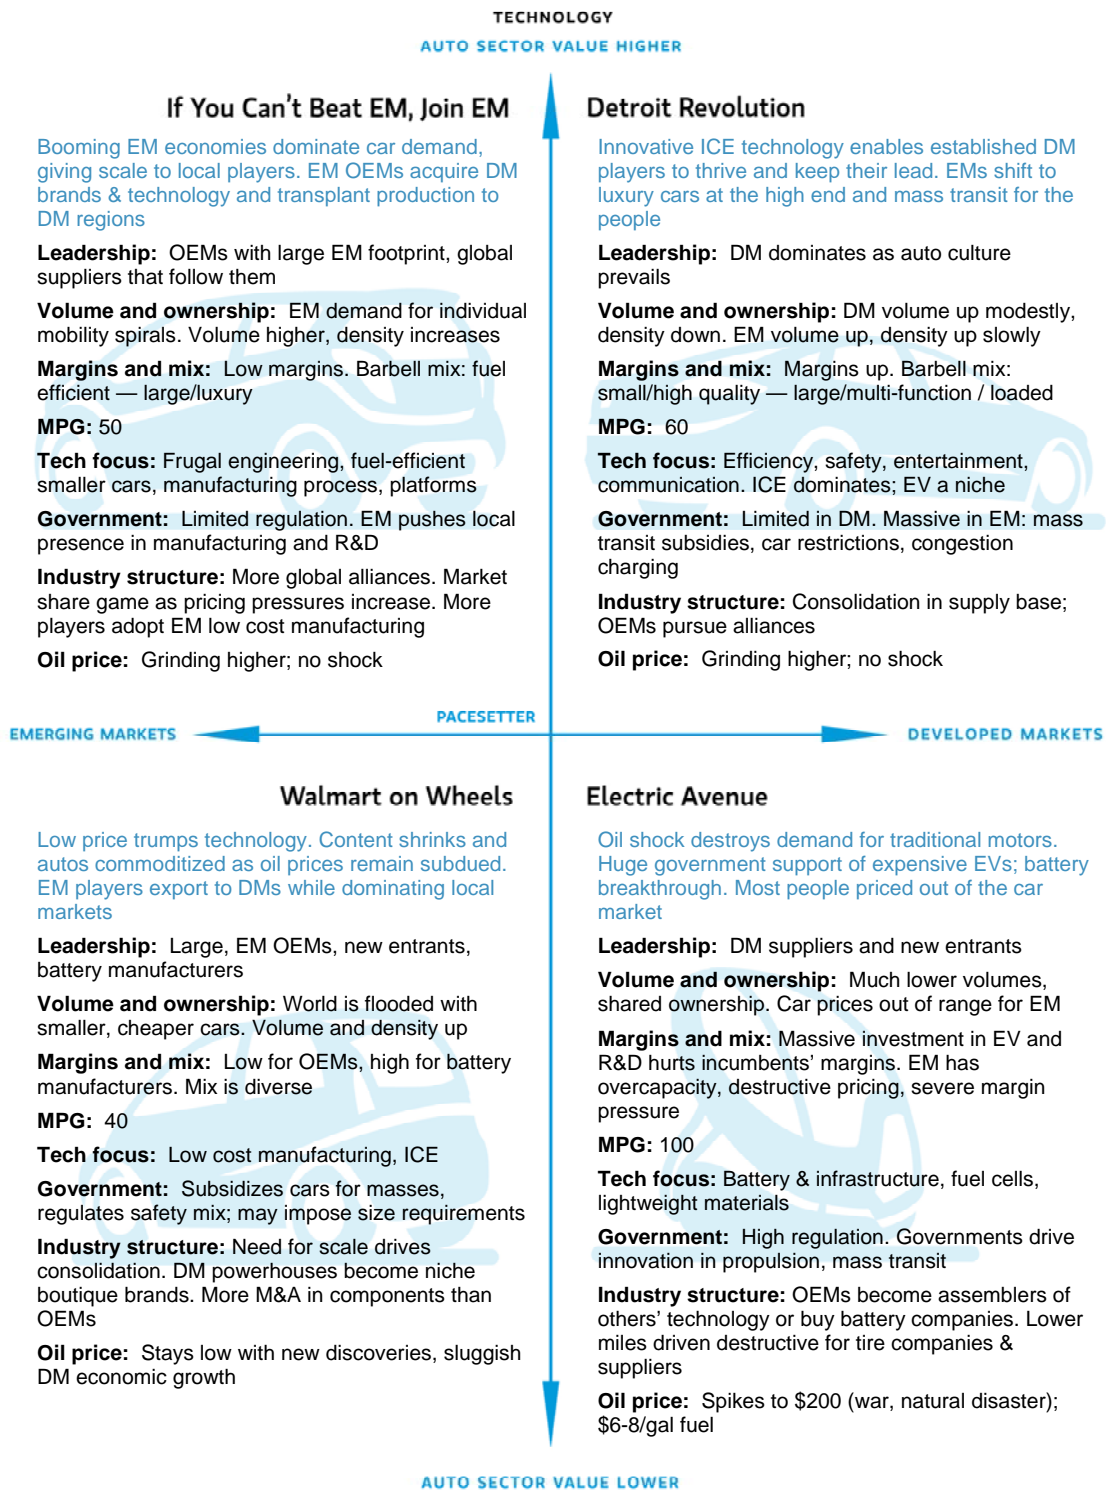 TECHNOLOGY
AUTO SECTOR VALUE HIGHER
If You Can't Beat EM, Join EM
Booming EM economies dominate car demand,
giving scale to local players. EM OEMs acquire DM
brands & technology and transplant production to
DM regions
Leadership: OEMs with large EM footprint, global
suppliers that follow them
Volume and ownership: EM demand for individual
mobility spirals. Volume higher, density increases
Margins and mix: Low margins. Barbell mix: fuel
efficient — large/luxury
MPG: 50
Tech focus: Frugal engineering, fuel-efficient
smaller cars, manufacturing process, platforms
Government: Limited regulation. EM pushes local
presence in manufacturing and R&D
Industry structure: More global alliances. Market
share game as pricing pressures increase. More
players adopt EM low cost manufacturing
Oil price: Grinding higher; no shock
Detroit Revolution
Innovative ICE technology enables established DM
players to thrive and keep their lead. EMs shift to
luxury cars at the high end and mass transit for the
people
Leadership: DM dominates as auto culture
prevails
Volume and ownership: DM volume up modestly,
density down. EM volume up, density up slowly
Margins and mix: Margins up. Barbell mix:
small/high quality — large/multi-function / loaded
MPG: 60
Tech focus: Efficiency, safety, entertainment,
communication. ICE dominates; EV a niche
Government: Limited in DM. Massive in EM: mass
transit subsidies, car restrictions, congestion
charging
Industry structure: Consolidation in supply base;
OEMs pursue alliances
Oil price: Grinding higher; no shock
PACESETTER
EMERGING MARKETS
DEVELOPED MARKETS
Walmart on Wheels
Low price trumps technology. Content shrinks and
autos commoditized as oil prices remain subdued.
EM players export to DMs while dominating local
markets
Leadership: Large, EM OEMs, new entrants,
battery manufacturers
Volume and ownership: World is flooded with
smaller, cheaper cars. Volume and density up
Margins and mix: Low for OEMs, high for battery
manufacturers. Mix is diverse
MPG: 40
Tech focus: Low cost manufacturing, ICE
Government: Subsidizes cars for masses,
regulates safety mix; may impose size requirements
Industry structure: Need for scale drives
consolidation. DM powerhouses become niche
boutique brands. More M&A in components than
OEMs
Oil price: Stays low with new discoveries, sluggish
DM economic growth
Electric Avenue
Oil shock destroys demand for traditional motors.
Huge government support of expensive EVs; battery
breakthrough. Most people priced out of the car
market
Leadership: DM suppliers and new entrants
Volume and ownership: Much lower volumes,
shared ownership. Car prices out of range for EM
Margins and mix: Massive investment in EV and
R&D hurts incumbents' margins. EM has
overcapacity, destructive pricing, severe margin
pressure
MPG: 100
Tech focus: Battery & infrastructure, fuel cells,
lightweight materials
Government: High regulation. Governments drive
innovation in propulsion, mass transit
Industry structure: OEMs become assemblers of
others' technology or buy battery companies. Lower
miles driven destructive for tire companies &
suppliers
Oil price: Spikes to $200 (war, natural disaster);
$6-8/gal fuel
AUTO SECTOR VALUE LOWER